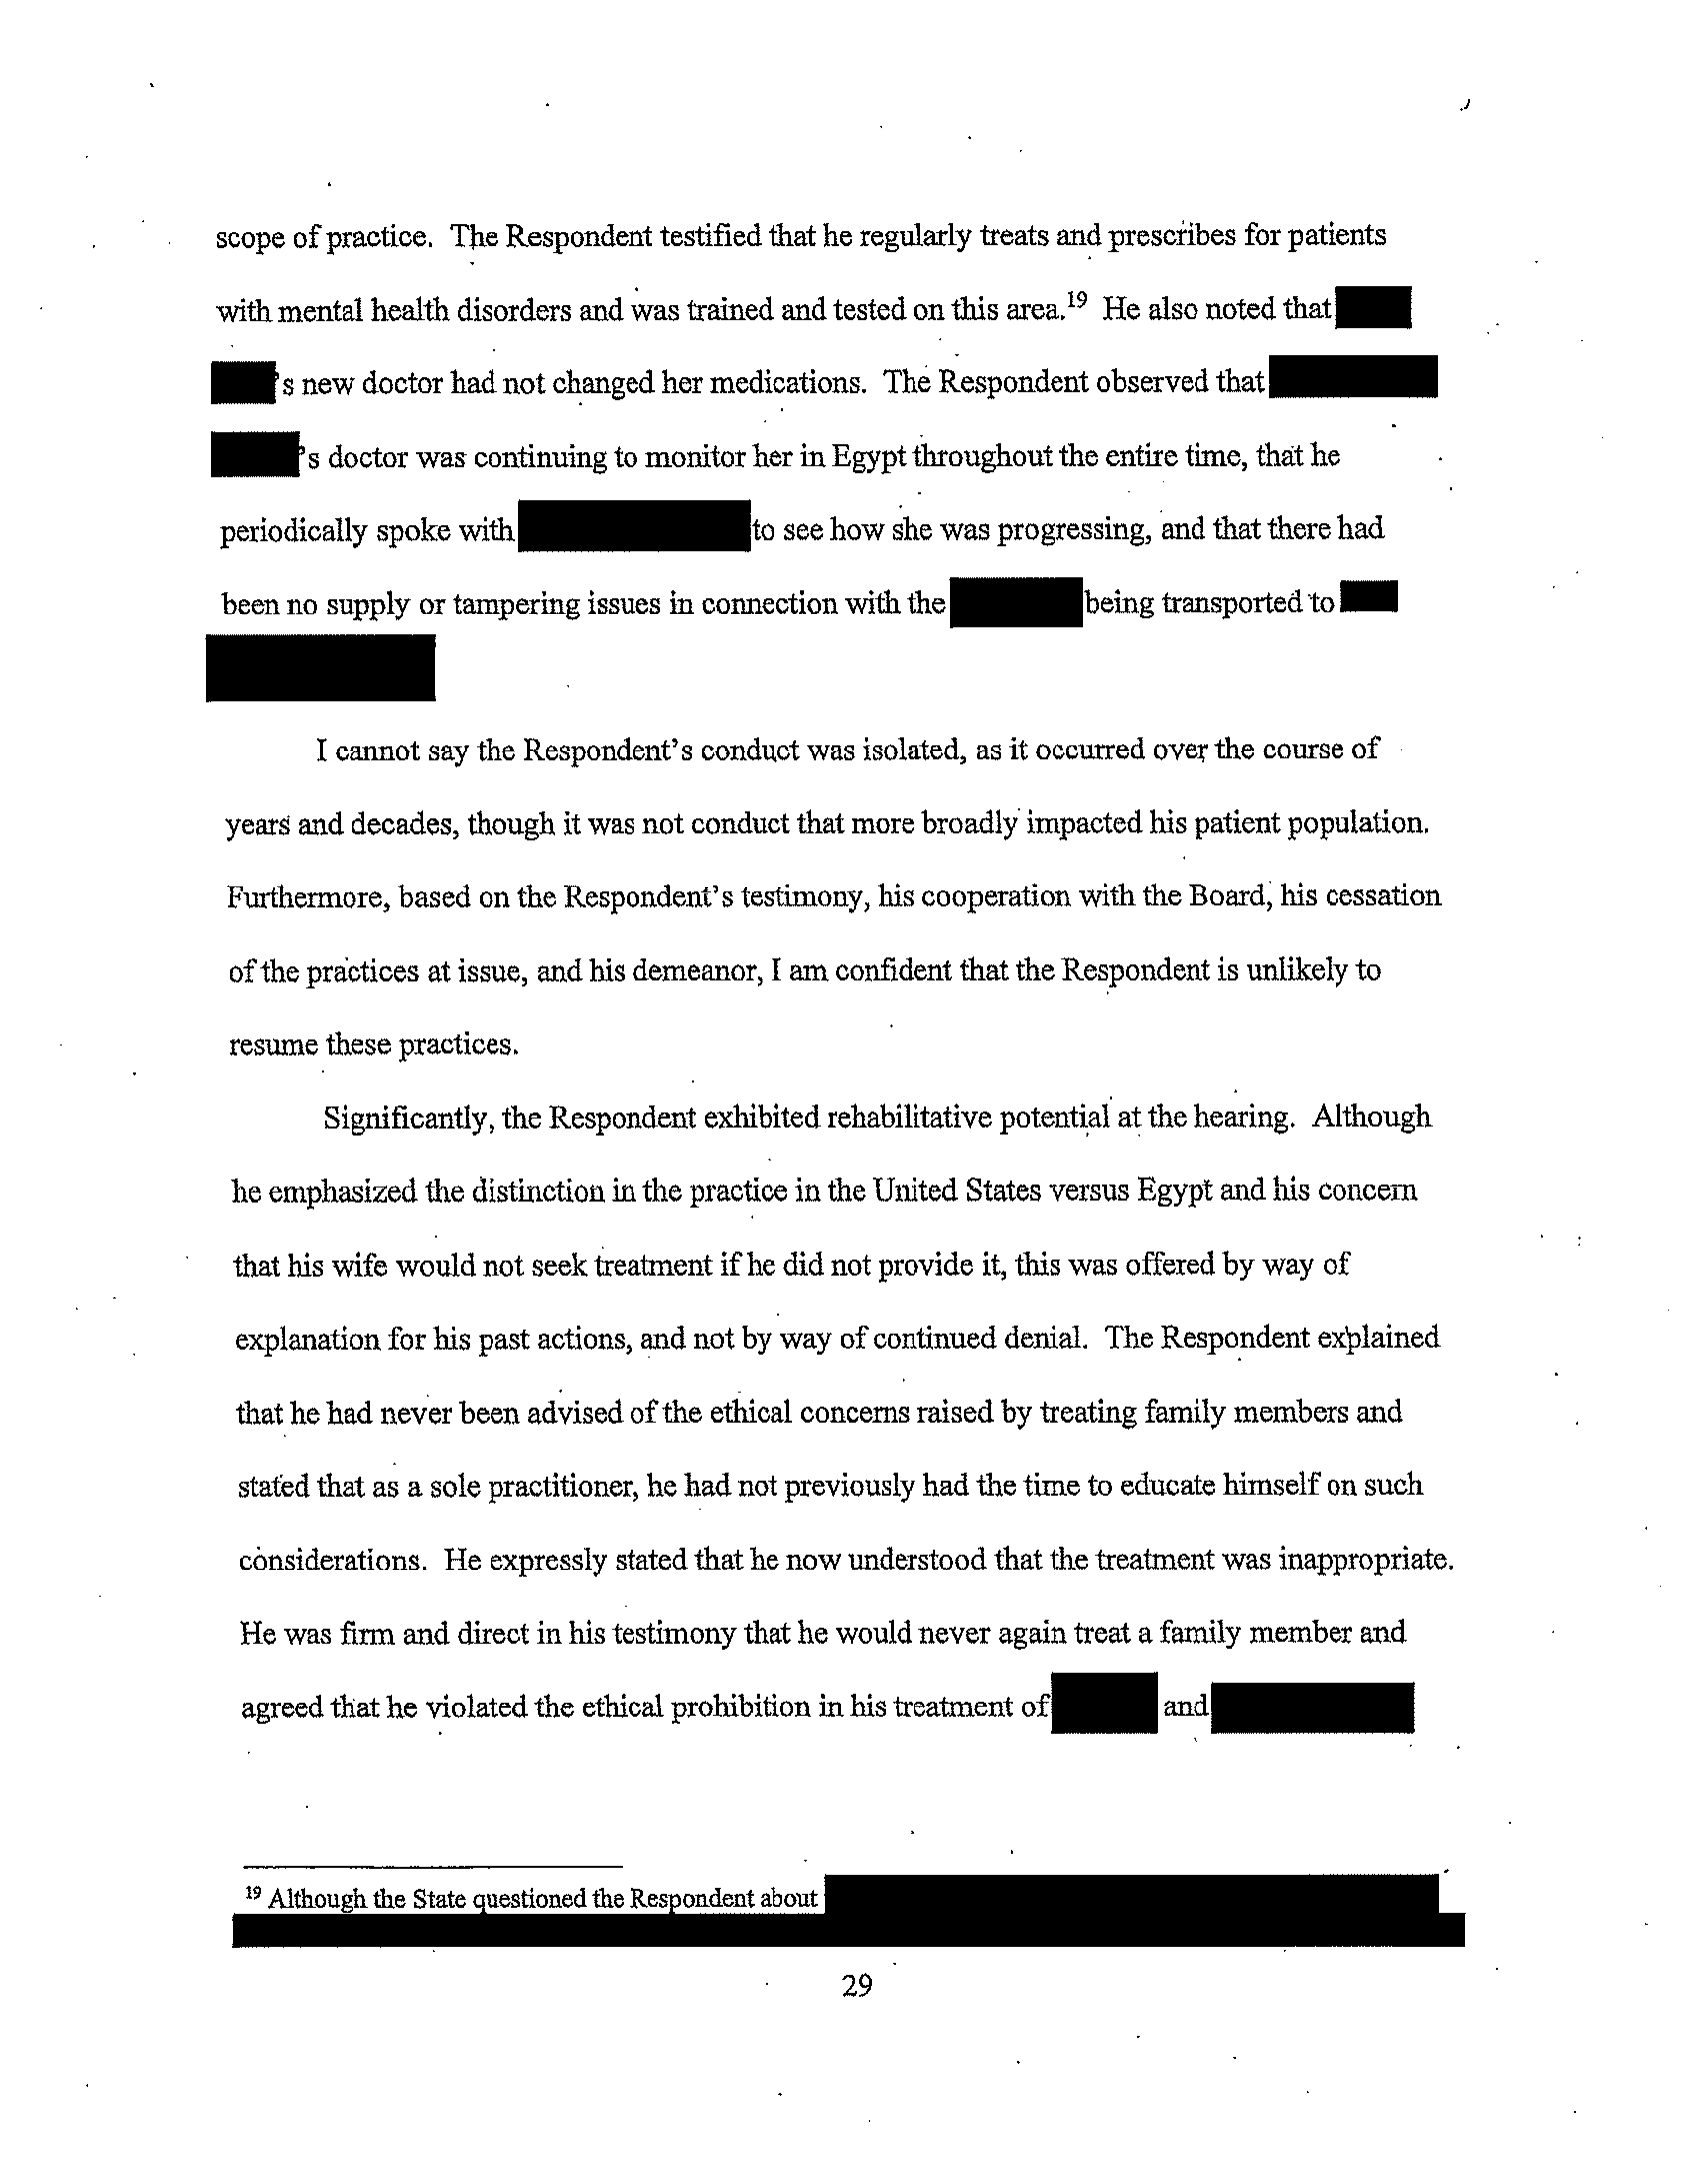 scope of practice. The Respondent testified that he regularly treats and prescribes for patients
with mental health disorders and was trained and tested on this area.19 He also noted that
's new doctor had not changed her medications. The Respondent observed that
's doctor was continuing to monitor her in Egypt throughout the entire time, that he
periodically spoke with to see how she was progressing, and that there had
been no supply or tampering issues in connection with the being transported to
I cannot say the Respondent's conduct was isolated, as it occurred over the course of
years and decades, though it was not conduct that more broadly impacted his patient population.
Furthermore, based on the Respondent's testimony, his cooperation with the Board, his cessation
of the practices at issue, and his demeanor, I am confident that the Respondent is unlikely to
resume these practices.
Significantly, the Respondent exhibited rehabilitative potential at the hearing. Although
he emphasized the distinction in the practice in the United States versus Egypt and his concern
that his wife would not seek treatment if he did not provide it, this was offered by way of
explanation for his past actions, and not by way of continued denial. The Respondent explained
that he had never been advised of the ethical concerns raised by treating family members and
stated that as a sole practitioner, he had not previously had the time to educate himself on such
considerations. He expressly stated that he now understood that the treatment was inappropriate.
He was firm and direct in his testimony that he would never again treat a family member and
agreed that he violated the ethical prohibition in his treatment of and
19 Although the State questioned the Respondent about
29